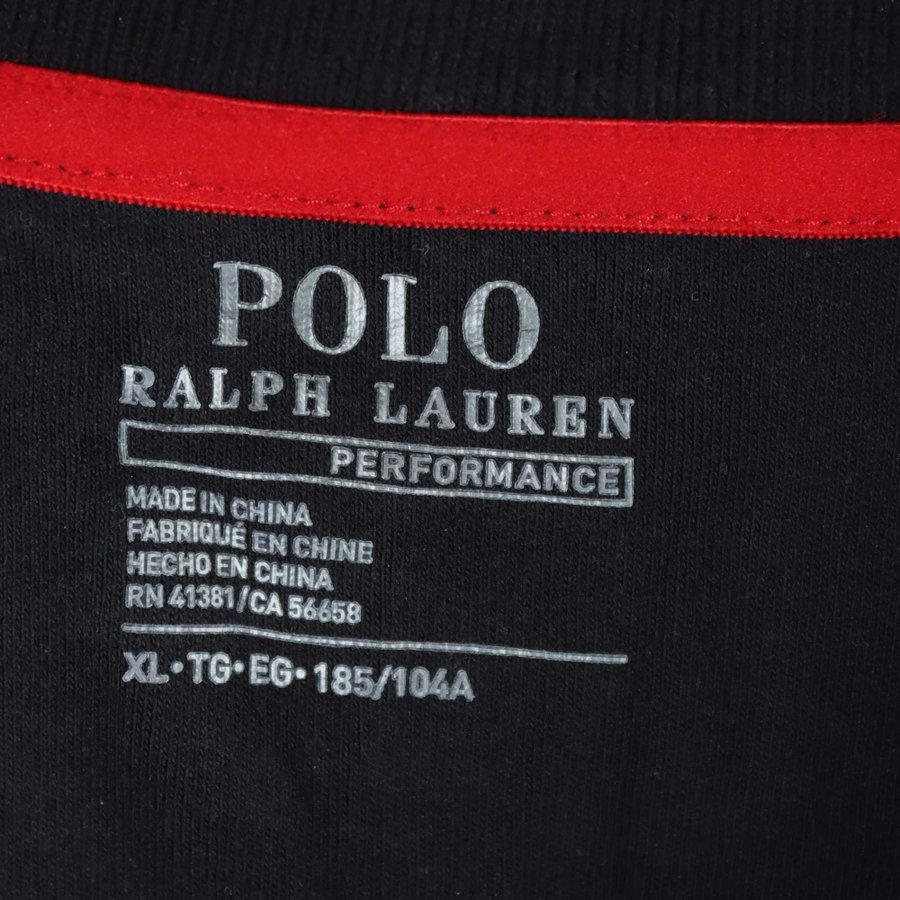 POLO
RALPH LAUREN
PERFORMANCE
MADE IN CHINA
FABRIQUÉ EN CHINE
HECHO EN CHINA
RN 41381/CA 56658
XL•TG•EG•185/104A